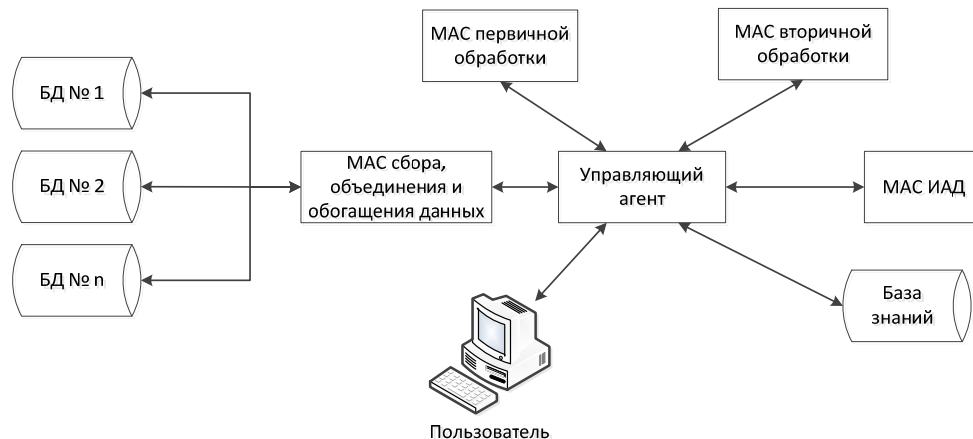 МАС первичной
обработки
МАС вторичной
обработки
БД № 1
БД № 2
БД № n
МАС сбора,
объединения и
обогащения данных
Управляющий
агент
МАС ИАД
База
знаний
Пользователь